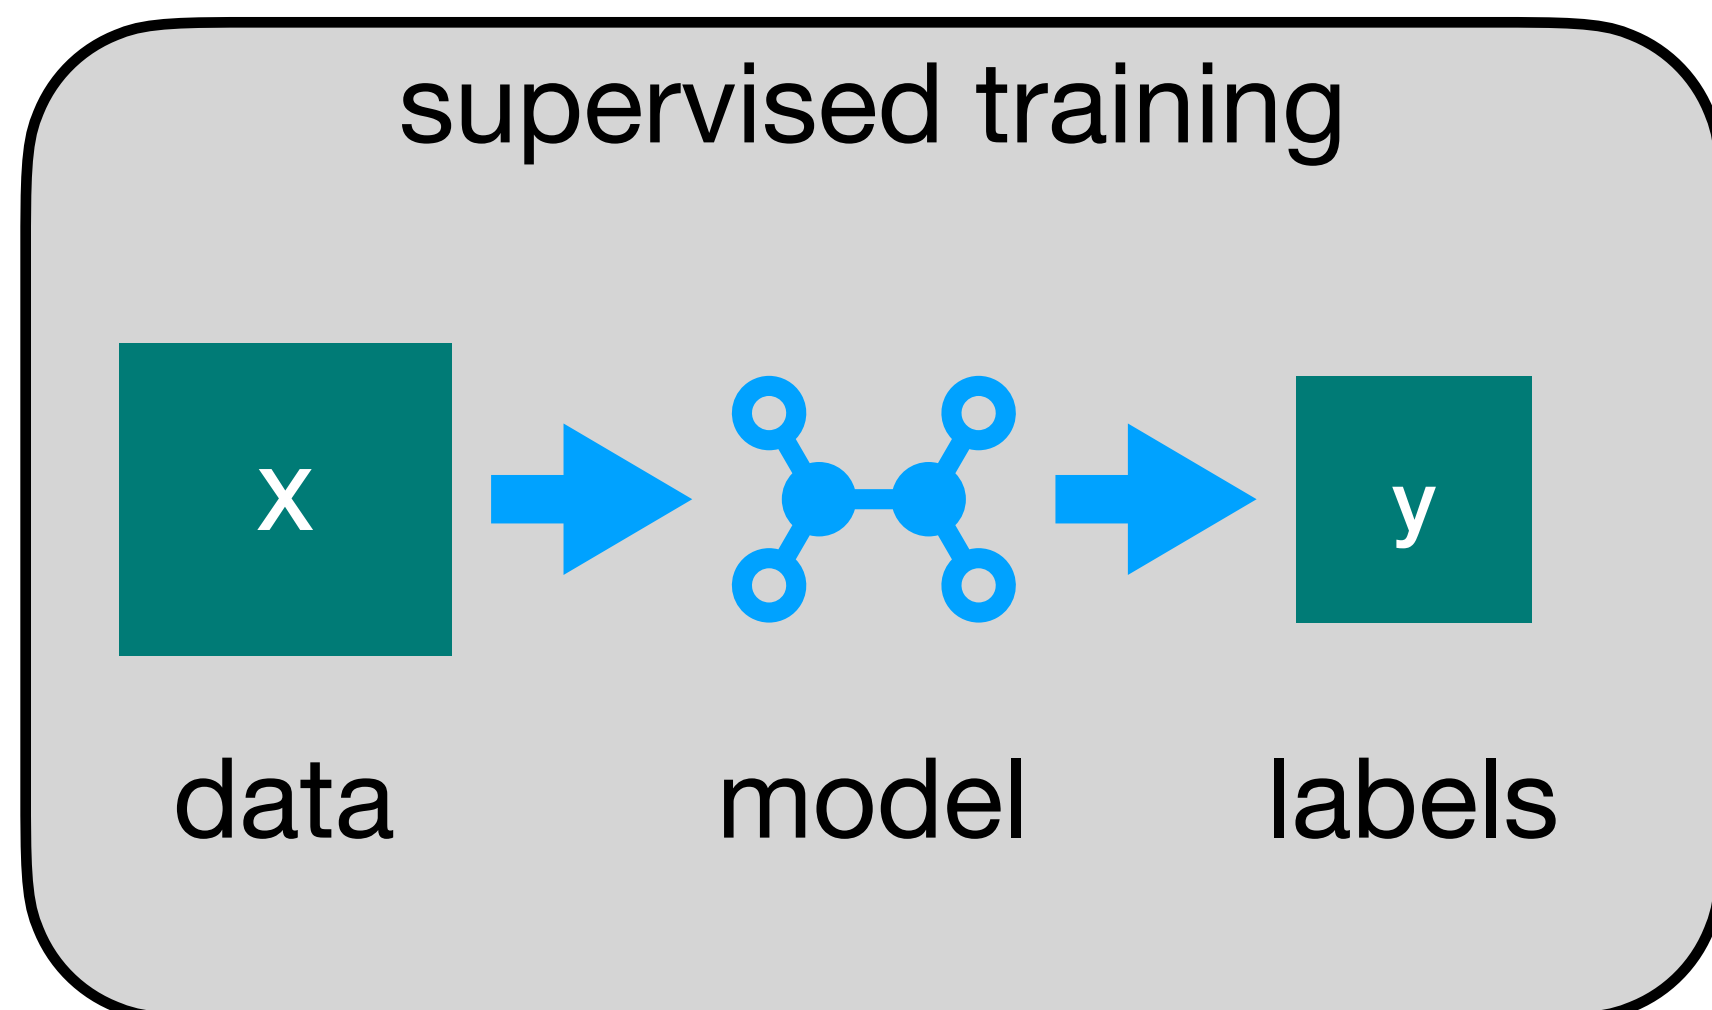 supervised training
X
y
data
model
labels